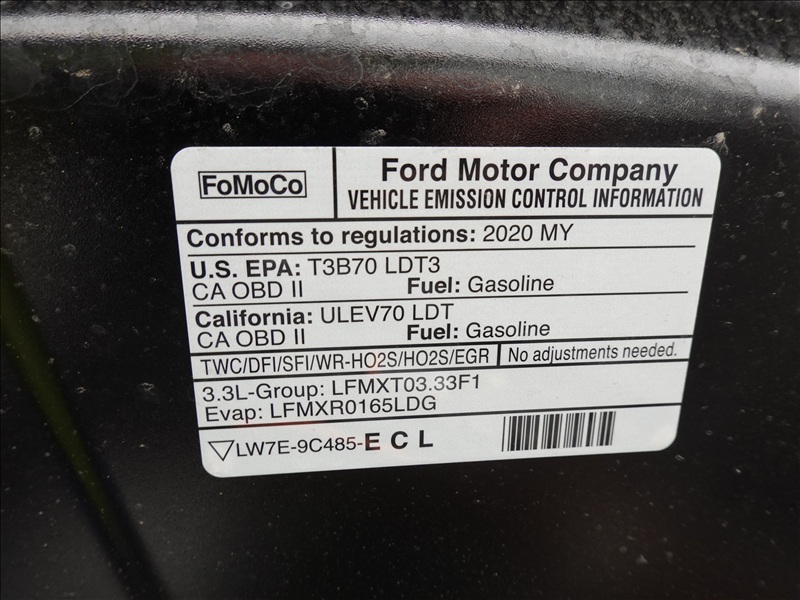 FoMoCo
Ford Motor Company
VEHICLE EMISSION CONTROL INFORMATION
Conforms to regulations: 2020 MY
U.S. EPA: T3B70 LDT3
CA OBD II Fuel: Gasoline
California: ULEV70 LDT
CA OBD II Fuel: Gasoline
TWC/DFI/SFI/WR-HO2S/HO2S/EGR No adjustments needed.
3.3L-Group: LFMXT03.33F1
Evap: LFMXR0165LDG
LW7E-9C485-E C L